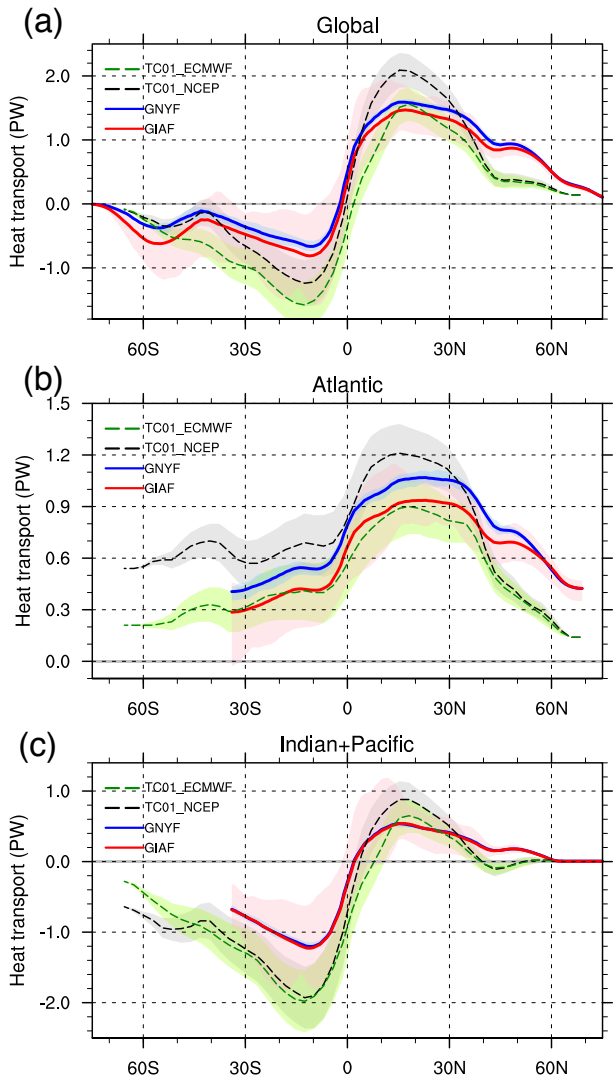 (a)
Global
TC01_ECMWF
TC01_NCEP
GNYF
GIAF
Heat transport (PW)
2.0
1.0
0.0
-1.0
60S 30S 0 30N 60N
(b)
Atlantic
TC01_ECMWF
TC01_NCEP
GNYF
GIAF
Heat transport (PW)
1.5
1.2
0.9
0.6
0.3
0.0
60S 30S 0 30N 60N
(c)
Indian+Pacific
TC01_ECMWF
TC01_NCEP
GNYF
GIAF
Heat transport (PW)
1.0
0.0
-1.0
-2.0
60S 30S 0 30N 60N